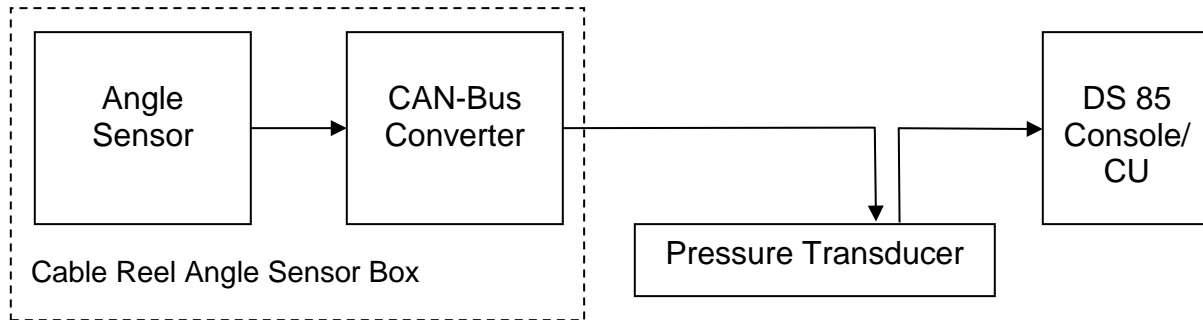 Angle
Sensor
CAN-Bus
Converter
DS 85
Console/
CU
Pressure Transducer
Cable Reel Angle Sensor Box